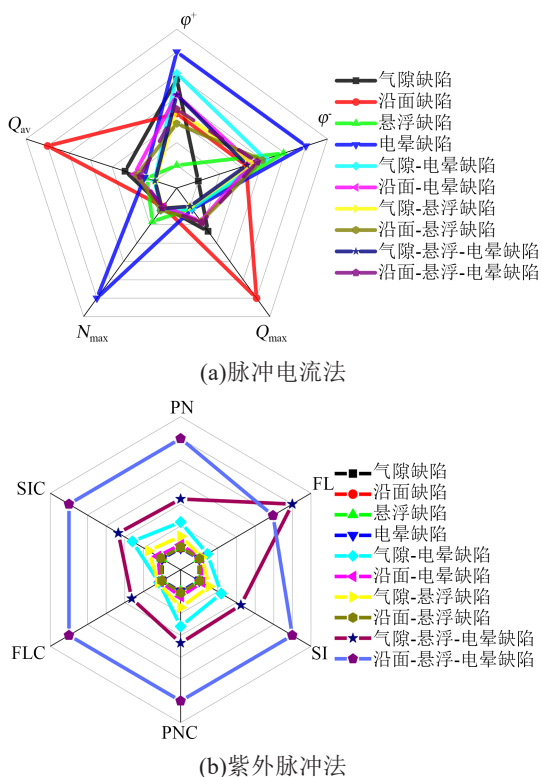 φ⁺
φ⁻
Q_av
N_max
Q_max
气隙缺陷
沿面缺陷
悬浮缺陷
电晕缺陷
气隙-电晕缺陷
沿面-电晕缺陷
气隙-悬浮缺陷
沿面-悬浮缺陷
气隙-悬浮-电晕缺陷
沿面-悬浮-电晕缺陷
(a)脉冲电流法
PN
FL
SIC
FLC
SI
PNC
气隙缺陷
沿面缺陷
悬浮缺陷
电晕缺陷
气隙-电晕缺陷
沿面-电晕缺陷
气隙-悬浮缺陷
沿面-悬浮缺陷
气隙-悬浮-电晕缺陷
沿面-悬浮-电晕缺陷
(b)紫外脉冲法